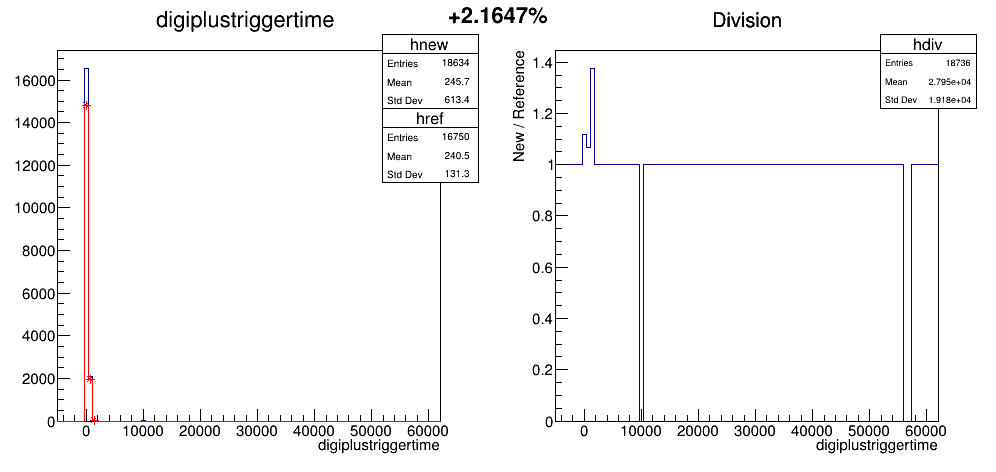 +2.1647%
digiplustriggertime
hnew
Entries 18634
Mean 245.7
Std Dev 613.4
href
Entries 16750
Mean 240.5
Std Dev 131.3
16000
14000
12000
10000
8000
6000
4000
2000
0
0 10000 20000 30000 40000 50000 60000
digiplustriggertime
Division
hdiv
Entries 18736
Mean 2.795e+04
Std Dev 1.918e+04
New / Reference
1.4
1.2
1
0.8
0.6
0.4
0.2
0
0 10000 20000 30000 40000 50000 60000
digiplustriggertime